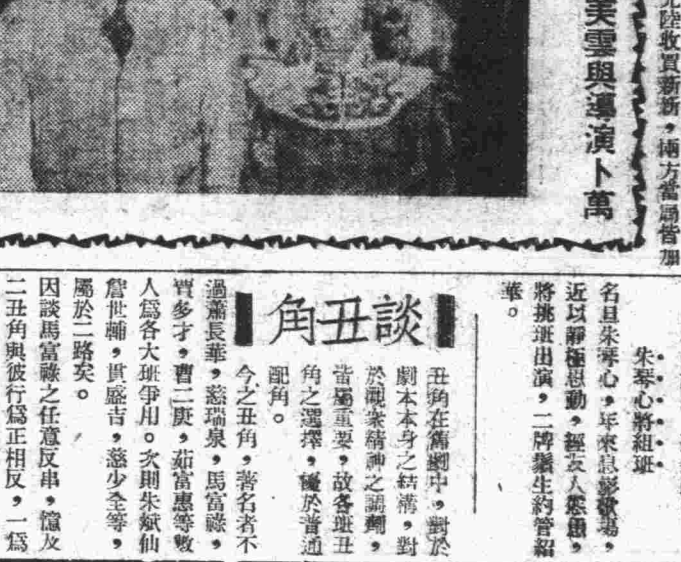 允陸收買新新，兩方當局皆加
美雲與導演卜萬
朱琴心將組班
名旦朱琴心，年來息影歌場，
近以靜極思動，經友人慫恿，
將挑班出演，二牌鬚生約管紹
華。
談丑角
丑角在舊劇中，對於
劇本本身之結構，對
於觀衆精神之調劑，
皆屬重要，故各班丑
角之選擇，嚴於普通
配角。
今之丑角，著名者不
過蕭長華，慈瑞泉，馬富祿，
賈多才，曹二庚，茹富惠等數
人爲各大班爭用。次則朱斌仙
詹世輔，貫盛吉，慈少全等，
屬於二路矣。
因談馬富祿之任意反串，憶及
二丑角與彼行爲正相反，一爲